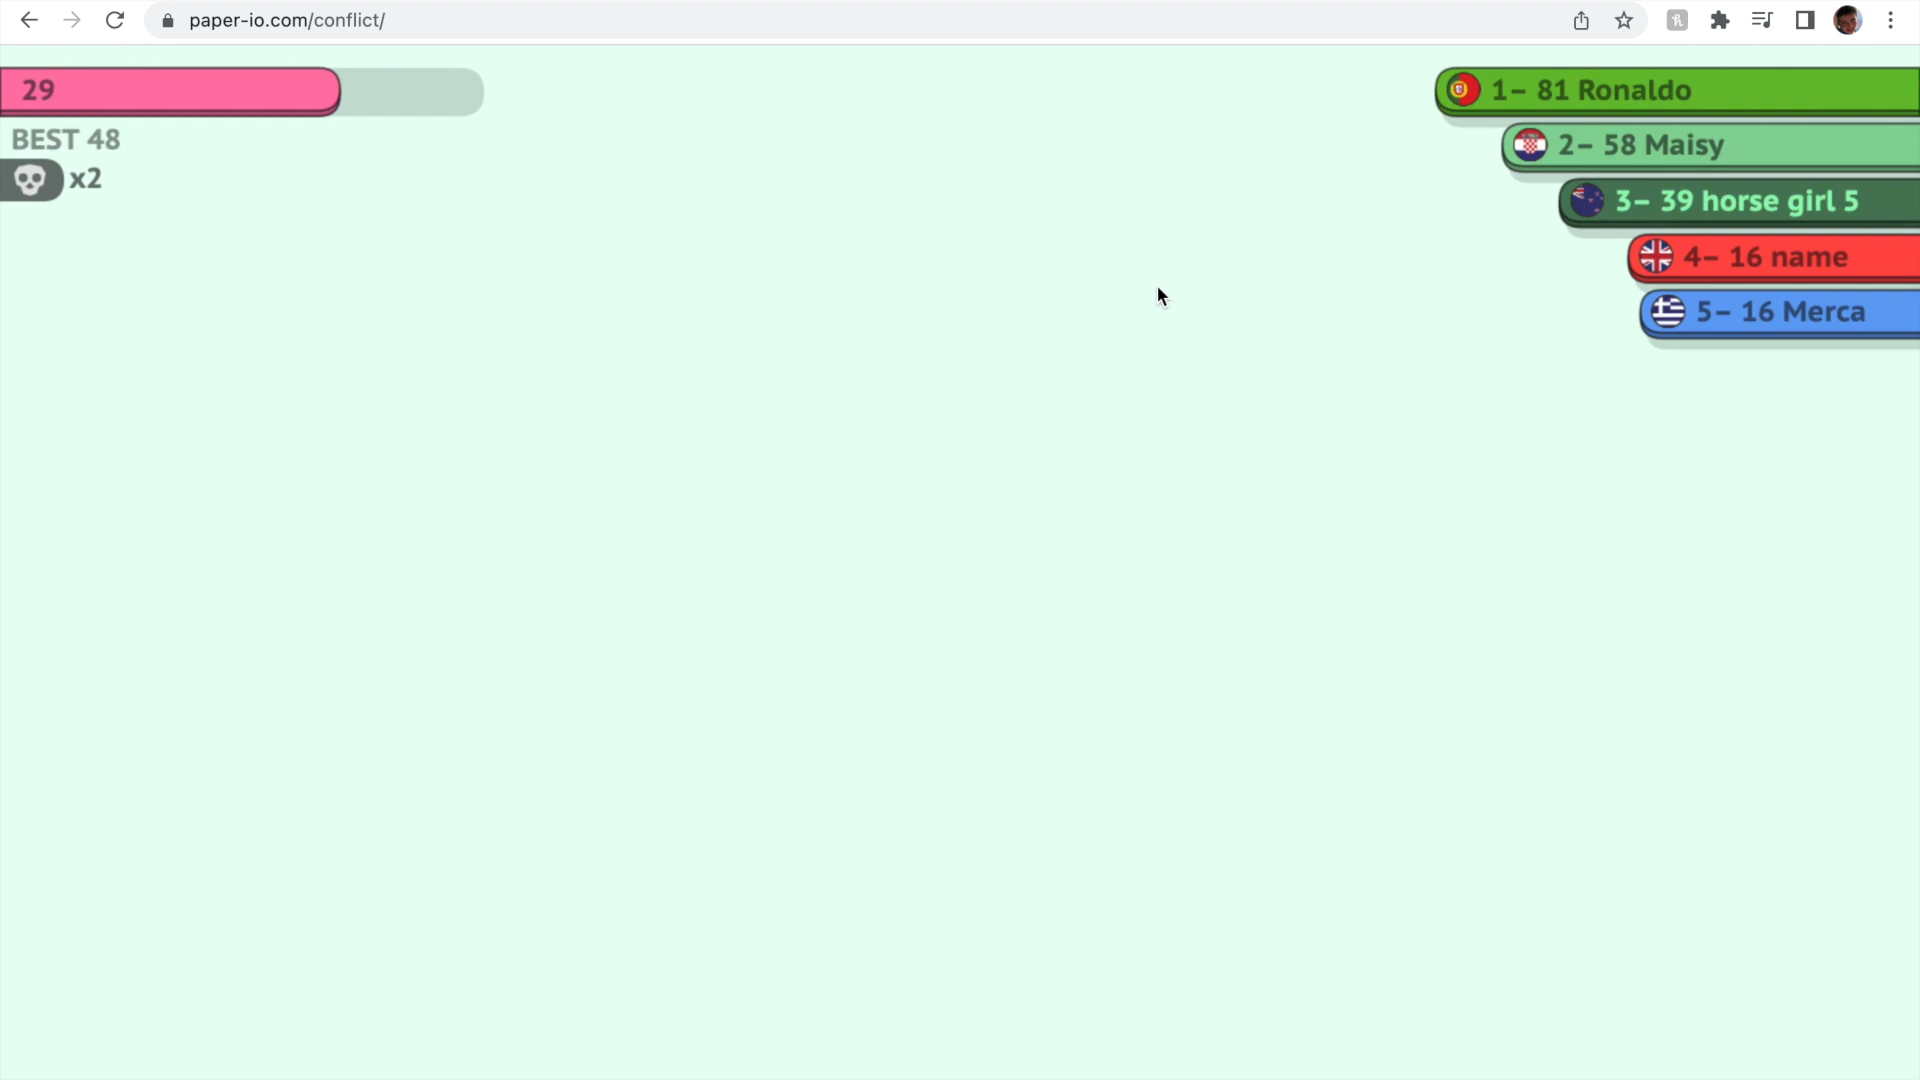 paper-io.com/conflict/
29
BEST 48
x2
1– 81 Ronaldo
2– 58 Maisy
3– 39 horse girl 5
4– 16 name
5– 16 Merca